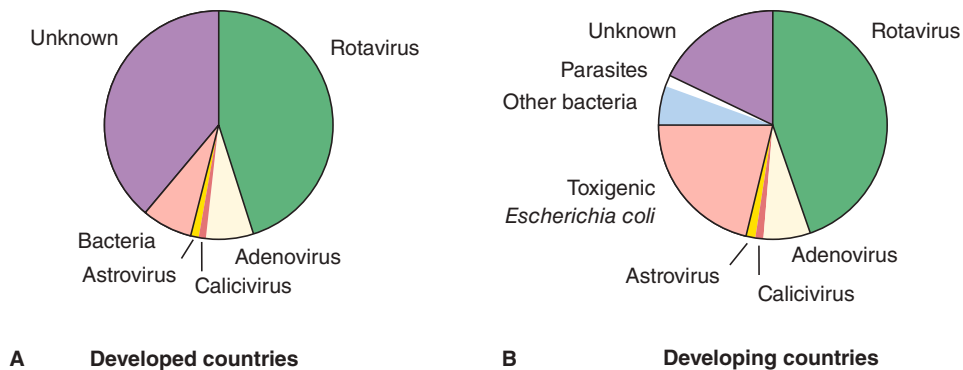 Unknown
Rotavirus
Bacteria
Astrovirus
Calicivirus
Adenovirus
A Developed countries
Unknown
Rotavirus
Parasites
Other bacteria
Toxigenic
Escherichia coli
Astrovirus
Calicivirus
Adenovirus
B Developing countries